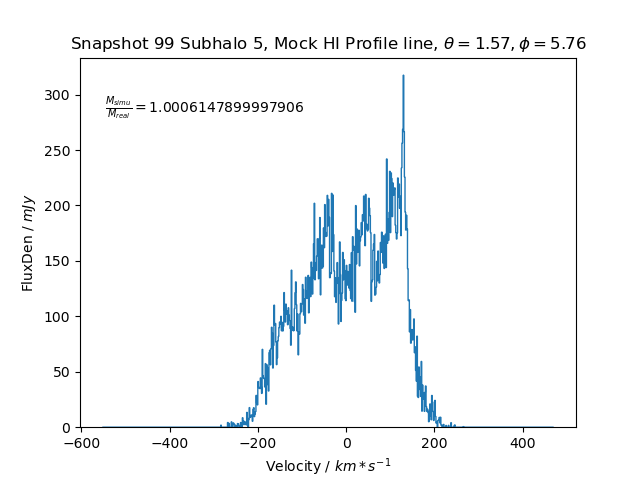 Snapshot 99 Subhalo 5, Mock HI Profile line, θ = 1.57, ϕ = 5.76
M_simu/M_real = 1.0006147899997906
300
250
200
150
100
50
0
FluxDen / mJy
−600 −400 −200 0 200 400
Velocity / km * s⁻¹